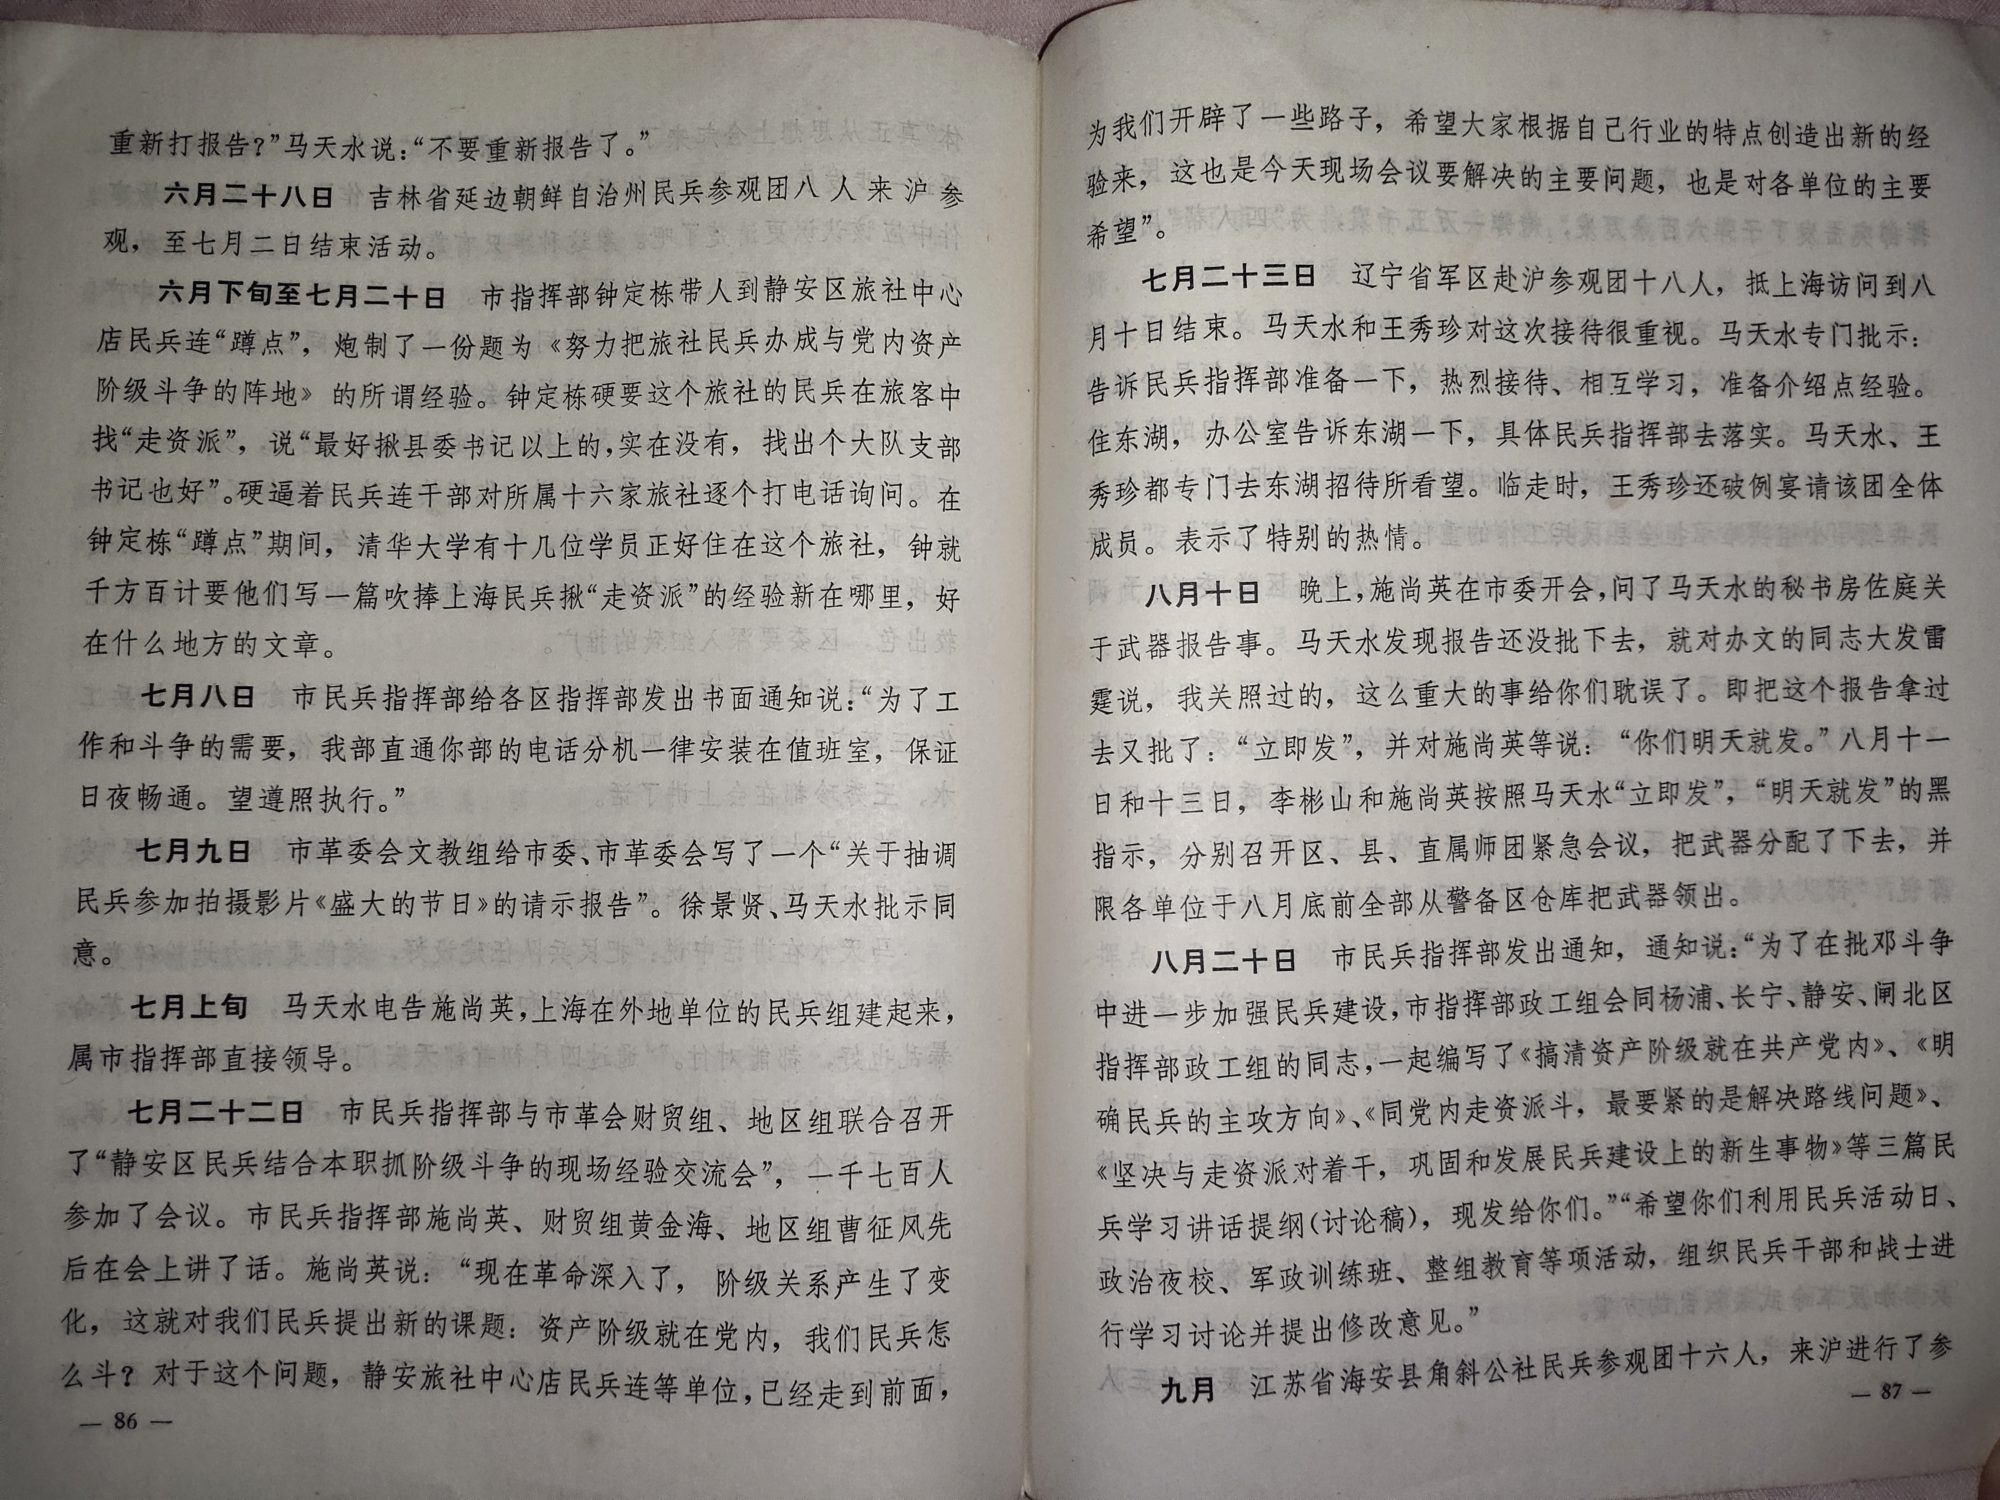 重新打报告？”马天水说：“不要重新报告了。”
六月二十八日 吉林省延边朝鲜自治州民兵参观团八人来沪参
观，至七月二日结束活动。
六月下旬至七月二十日 市指挥部钟定栋带人到静安区旅社中心
店民兵连“蹲点”，炮制了一份题为《努力把旅社民兵办成与党内资产
阶级斗争的阵地》的所谓经验。钟定栋硬要这个旅社的民兵在旅客中
找“走资派”，说“最好揪县委书记以上的，实在没有，找出个大队支部
书记也好”。硬逼着民兵连干部对所属十六家旅社逐个打电话询问。在
钟定栋“蹲点”期间，清华大学有十几位学员正好住在这个旅社，钟就
千方百计要他们写一篇吹捧上海民兵揪“走资派”的经验新在哪里，好
在什么地方的文章。
七月八日 市民兵指挥部给各区指挥部发出书面通知说：“为了工
作和斗争的需要，我部直通你部的电话分机一律安装在值班室，保证
日夜畅通。望遵照执行。”
七月九日 市革委会文教组给市委、市革委会写了一个“关于抽调
民兵参加拍摄影片《盛大的节日》的请示报告”。徐景贤、马天水批示同
意。
七月上旬 马天水电告施尚英，上海在外地单位的民兵组建起来，
属市指挥部直接领导。
七月二十二日 市民兵指挥部与市革会财贸组、地区组联合召开
了“静安区民兵结合本职抓阶级斗争的现场经验交流会”，一千七百人
参加了会议。市民兵指挥部施尚英、财贸组黄金海、地区组曹征风先
后在会上讲了话。施尚英说：“现在革命深入了，阶级关系产生了变
化，这就对我们民兵提出新的课题：资产阶级就在党内，我们民兵怎
么斗？对于这个问题，静安旅社中心店民兵连等单位，已经走到前面，
— 86 —
为我们开辟了一些路子，希望大家根据自己行业的特点创造出新的经
验来，这也是今天现场会议要解决的主要问题，也是对各单位的主要
希望”。
七月二十三日 辽宁省军区赴沪参观团十八人，抵上海访问到八
月十日结束。马天水和王秀珍对这次接待很重视。马天水专门批示：
告诉民兵指挥部准备一下，热烈接待、相互学习，准备介绍点经验。
住东湖，办公室告诉东湖一下，具体民兵指挥部去落实。马天水、王
秀珍都专门去东湖招待所看望。临走时，王秀珍还破例宴请该团全体
成员。表示了特别的热情。
八月十日 晚上，施尚英在市委开会，问了马天水的秘书房佐庭关
于武器报告事。马天水发现报告还没批下去，就对办文的同志大发雷
霆说，我关照过的，这么重大的事给你们耽误了。即把这个报告拿过
去又批了：“立即发”，并对施尚英等说：“你们明天就发。”八月十一
日和十三日，李彬山和施尚英按照马天水“立即发”，“明天就发”的黑
指示，分别召开区、县、直属师团紧急会议，把武器分配了下去，并
限各单位于八月底前全部从警备区仓库把武器领出。
八月二十日 市民兵指挥部发出通知，通知说：“为了在批邓斗争
中进一步加强民兵建设，市指挥部政工组会同杨浦、长宁、静安、闸北区
指挥部政工组的同志，一起编写了《搞清资产阶级就在共产党内》、《明
确民兵的主攻方向》、《同党内走资派斗，最要紧的是解决路线问题》、
《坚决与走资派对着干，巩固和发展民兵建设上的新生事物》等三篇民
兵学习讲话提纲（讨论稿），现发给你们。”“希望你们利用民兵活动日、
政治夜校、军政训练班、整组教育等项活动，组织民兵干部和战士进
行学习讨论并提出修改意见。”
九月 江苏省海安县角斜公社民兵参观团十六人，来沪进行了参
— 87 —